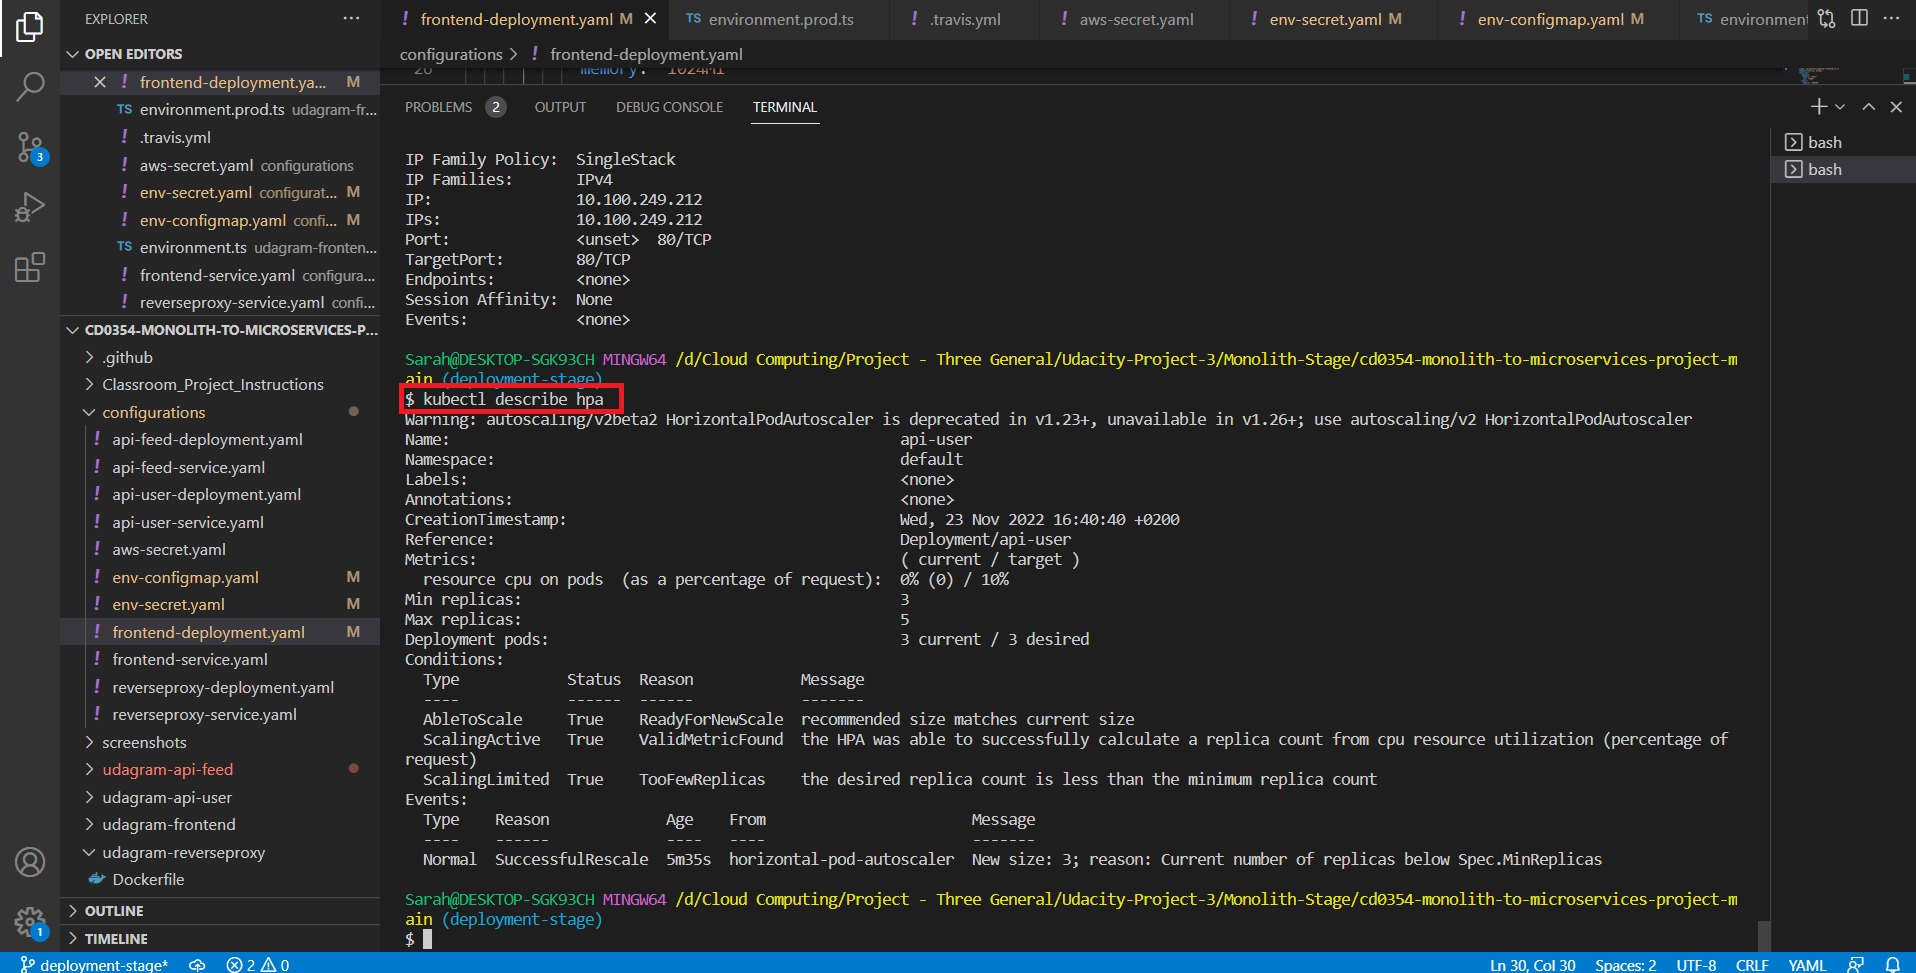 EXPLORER
OPEN EDITORS
frontend-deployment.ya... M
environment.prod.ts udagram-fr...
.travis.yml
aws-secret.yaml configurations
env-secret.yaml configurat... M
env-configmap.yaml confi... M
environment.ts udagram-fronten...
frontend-service.yaml configura...
reverseproxy-service.yaml confi...
CD0354-MONOLITH-TO-MICROSERVICES-P...
.github
Classroom_Project_Instructions
configurations
api-feed-deployment.yaml
api-feed-service.yaml
api-user-deployment.yaml
api-user-service.yaml
aws-secret.yaml
env-configmap.yaml M
env-secret.yaml M
frontend-deployment.yaml M
frontend-service.yaml
reverseproxy-deployment.yaml
reverseproxy-service.yaml
screenshots
udagram-api-feed
udagram-api-user
udagram-frontend
udagram-reverseproxy
Dockerfile
OUTLINE
TIMELINE
3
1
! frontend-deployment.yaml M TS environment.prod.ts ! .travis.yml ! aws-secret.yaml ! env-secret.yaml M ! env-configmap.yaml M TS environment
configurations > ! frontend-deployment.yaml
26 memory: 1024Mi
PROBLEMS 2 OUTPUT DEBUG CONSOLE TERMINAL
bash
bash
IP Family Policy: SingleStack
IP Families: IPv4
IP: 10.100.249.212
IPs: 10.100.249.212
Port: <unset> 80/TCP
TargetPort: 80/TCP
Endpoints: <none>
Session Affinity: None
Events: <none>
Sarah@DESKTOP-SGK93CH MINGW64 /d/Cloud Computing/Project - Three General/Udacity-Project-3/Monolith-Stage/cd0354-monolith-to-microservices-project-m
ain (deployment-stage)
$ kubectl describe hpa
Warning: autoscaling/v2beta2 HorizontalPodAutoscaler is deprecated in v1.23+, unavailable in v1.26+; use autoscaling/v2 HorizontalPodAutoscaler
Name: api-user
Namespace: default
Labels: <none>
Annotations: <none>
CreationTimestamp: Wed, 23 Nov 2022 16:40:40 +0200
Reference: Deployment/api-user
Metrics: ( current / target )
resource cpu on pods (as a percentage of request): 0% (0) / 10%
Min replicas: 3
Max replicas: 5
Deployment pods: 3 current / 3 desired
Conditions:
Type Status Reason Message
---- ------ ------ -------
AbleToScale True ReadyForNewScale recommended size matches current size
ScalingActive True ValidMetricFound the HPA was able to successfully calculate a replica count from cpu resource utilization (percentage of
request)
ScalingLimited True TooFewReplicas the desired replica count is less than the minimum replica count
Events:
Type Reason Age From Message
---- ------ ---- ---- -------
Normal SuccessfulRescale 5m35s horizontal-pod-autoscaler New size: 3; reason: Current number of replicas below Spec.MinReplicas
Sarah@DESKTOP-SGK93CH MINGW64 /d/Cloud Computing/Project - Three General/Udacity-Project-3/Monolith-Stage/cd0354-monolith-to-microservices-project-m
ain (deployment-stage)
$
deployment-stage* 2 0 Ln 30, Col 30 Spaces: 2 UTF-8 CRLF YAML